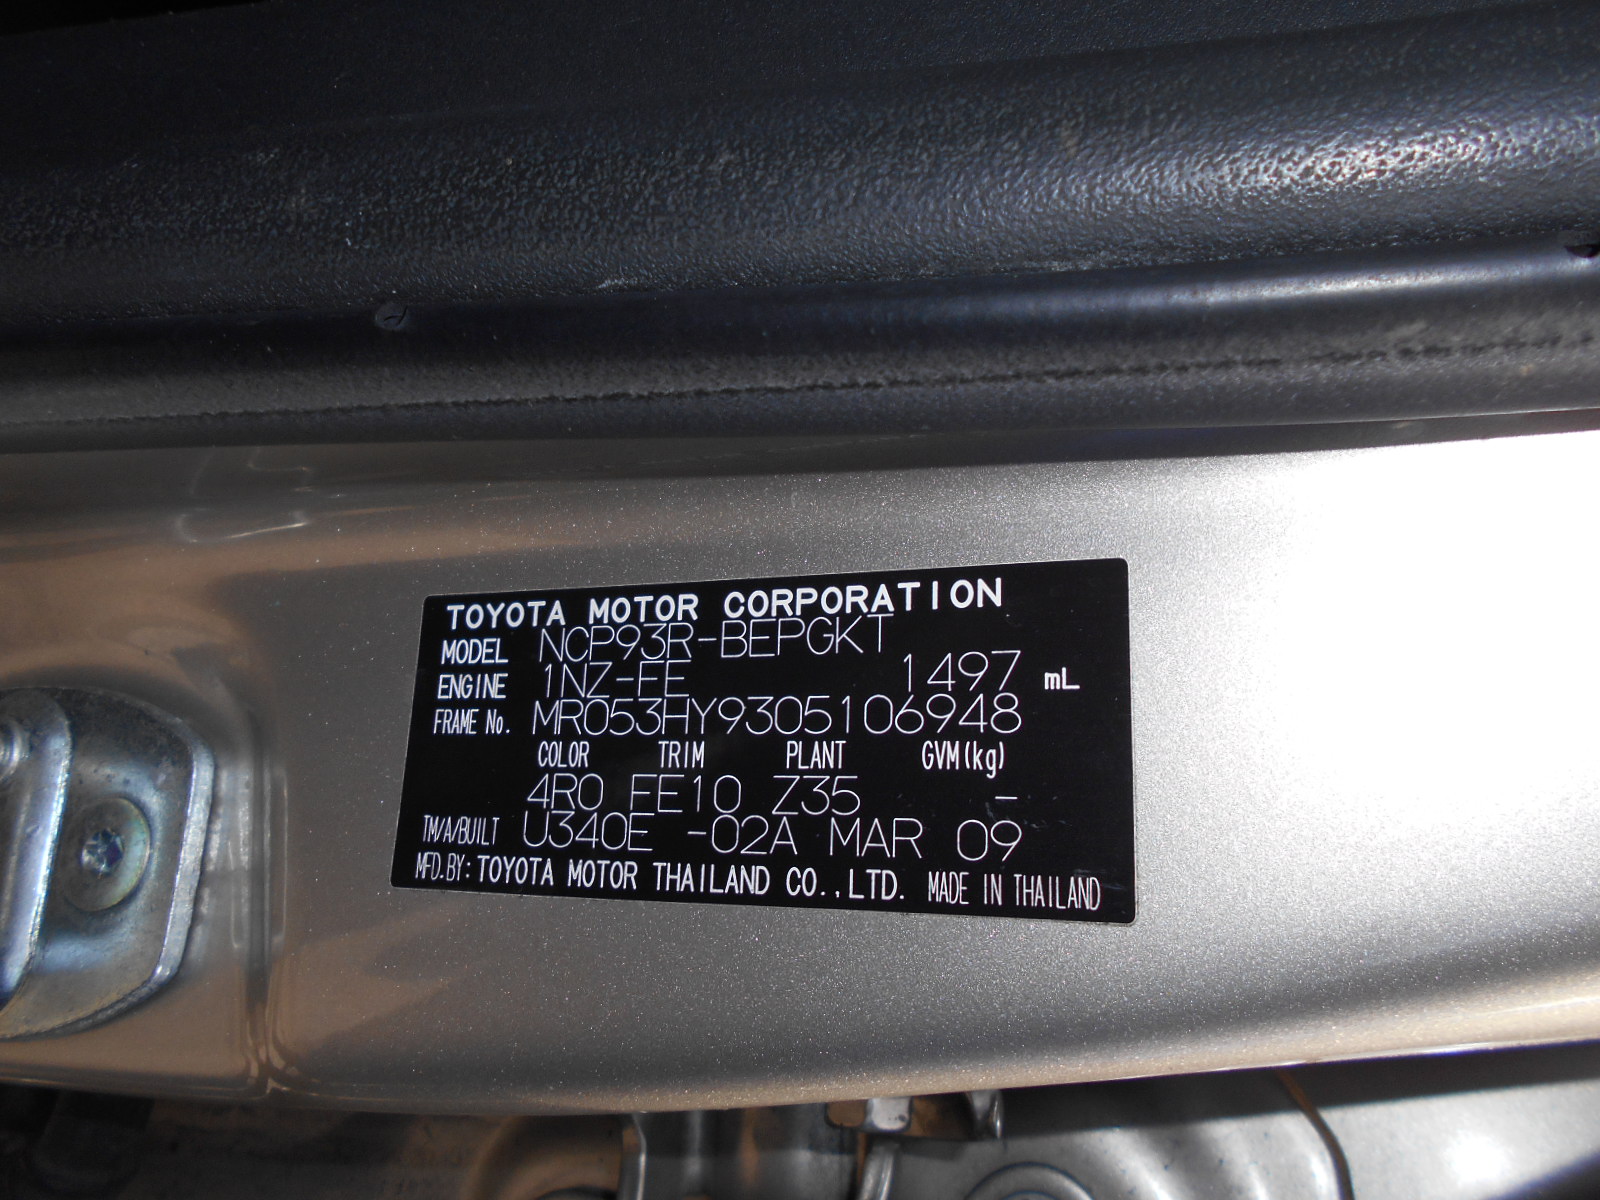 TOYOTA MOTOR CORPORATION
MODEL NCP93R-BEPGKT
ENGINE 1NZ-FE 1497 mL
FRAME No. MR053HY9305106948
COLOR TRIM PLANT GVM(kg)
4R0 FE10 Z35 -
TM/A/BUILT U340E -02A MAR 09
MFD.BY: TOYOTA MOTOR THAILAND CO.,LTD. MADE IN THAILAND